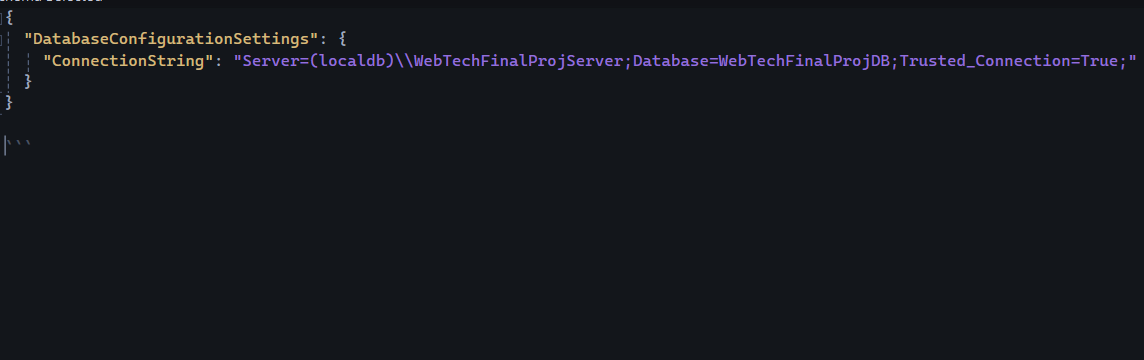 {
"DatabaseConfigurationSettings": {
"ConnectionString": "Server=(localdb)\\WebTechFinalProjServer;Database=WebTechFinalProjDB;Trusted_Connection=True;"
}
}
```